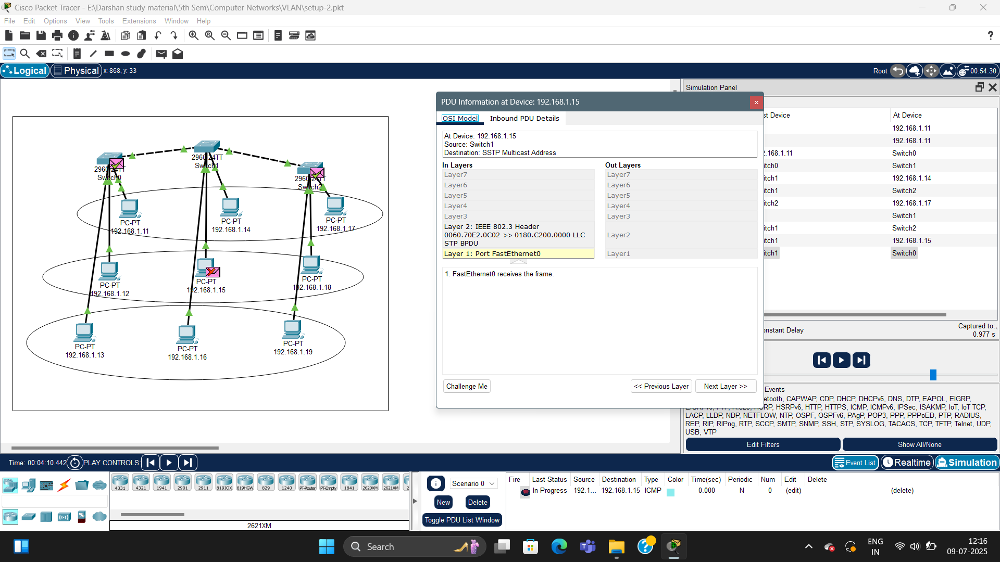 Cisco Packet Tracer - E:\Darshan study material\5th Sem\Computer Networks\VLAN\setup-2.pkt
File Edit Options View Tools Extensions Window Help
Logical Physical x: 868, y: 33
Root 00:54:30
2960-24TT
Switch0
2960-24TT
Switch1
2960-24TT
Switch2
PC-PT
192.168.1.11
PC-PT
192.168.1.14
PC-PT
192.168.1.17
PC-PT
192.168.1.12
PC-PT
192.168.1.15
PC-PT
192.168.1.18
PC-PT
192.168.1.13
PC-PT
192.168.1.16
PC-PT
192.168.1.19
PDU Information at Device: 192.168.1.15
OSI Model Inbound PDU Details
At Device: 192.168.1.15
Source: Switch1
Destination: SSTP Multicast Address
In Layers Out Layers
Layer7 Layer7
Layer6 Layer6
Layer5 Layer5
Layer4 Layer4
Layer3 Layer3
Layer 2: IEEE 802.3 Header
0060.70E2.0C02 >> 0180.C200.0000 LLC
STP BPDU
Layer2
Layer 1: Port FastEthernet0 Layer1
1. FastEthernet0 receives the frame.
Challenge Me << Previous Layer Next Layer >>
Simulation Panel
st Device At Device
192.168.1.11
192.168.1.11
2.168.1.11 Switch0
itch0 Switch1
itch1 192.168.1.14
itch1 Switch2
itch2 192.168.1.17
Switch1
itch1 Switch2
itch1 192.168.1.15
itch1 Switch0
onstant Delay Captured to:
0.977 s
Events
etooth, CAPWAP, CDP, DHCP, DHCPv6, DNS, DTP, EAPOL, EIGRP,
HSRPv6, HTTP, HTTPS, ICMP, ICMPv6, IPSec, ISAKMP, IoT, IoT TCP,
LACP, LLDP, NDP, NETFLOW, NTP, OSPF, OSPFv6, PAgP, POP3, PPP, PPPoED, PTP, RADIUS,
REP, RIP, RIPng, RTP, SCCP, SMTP, SNMP, SSH, STP, SYSLOG, TACACS, TCP, TFTP, Telnet, UDP,
USB, VTP
Edit Filters Show All/None
Time: 00:04:10.442 PLAY CONTROLS:
Event List Realtime Simulation
4331 4321 1941 2901 2911 819IOX 819HGW 829 1240 PT-Router PT-Empty 1841 2620XM 2621XM 2
2621XM
Scenario 0
New Delete
Toggle PDU List Window
Fire Last Status Source Destination Type Color Time(sec) Periodic Num Edit Delete
In Progress 192.1... 192.168.1.15 ICMP 0.000 N 0 (edit) (delete)
Search
ENG
IN
12:16
09-07-2025